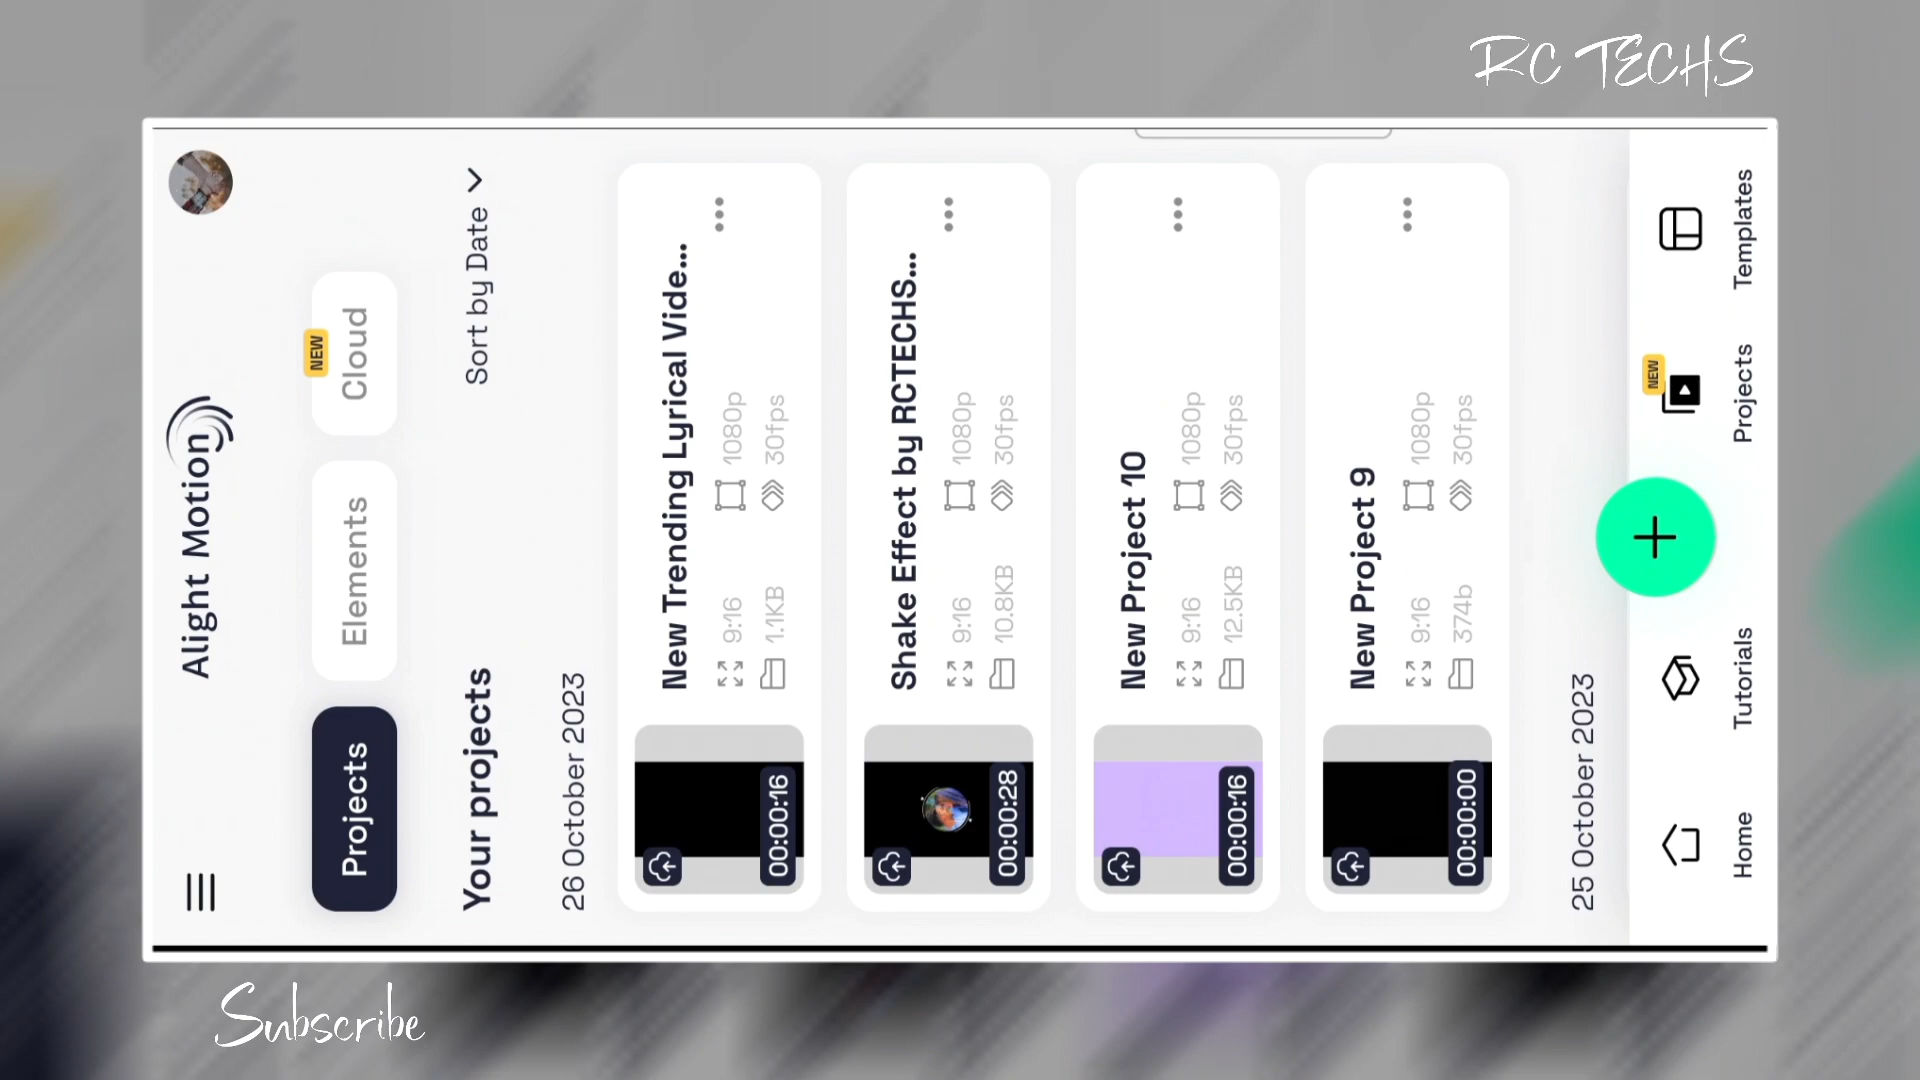 RC TECHS
Alight Motion
Projects
Elements
Cloud
NEW
Your projects
Sort by Date
26 October 2023
New Trending Lyrical Vide...
9:16
1080p
1.1KB
30fps
00:00:16
Shake Effect by RCTECHS...
9:16
1080p
10.8KB
30fps
00:00:28
New Project 10
9:16
1080p
12.5KB
30fps
00:00:16
New Project 9
9:16
1080p
374b
30fps
00:00:00
25 October 2023
Home
Tutorials
NEW
Projects
Templates
Subscribe